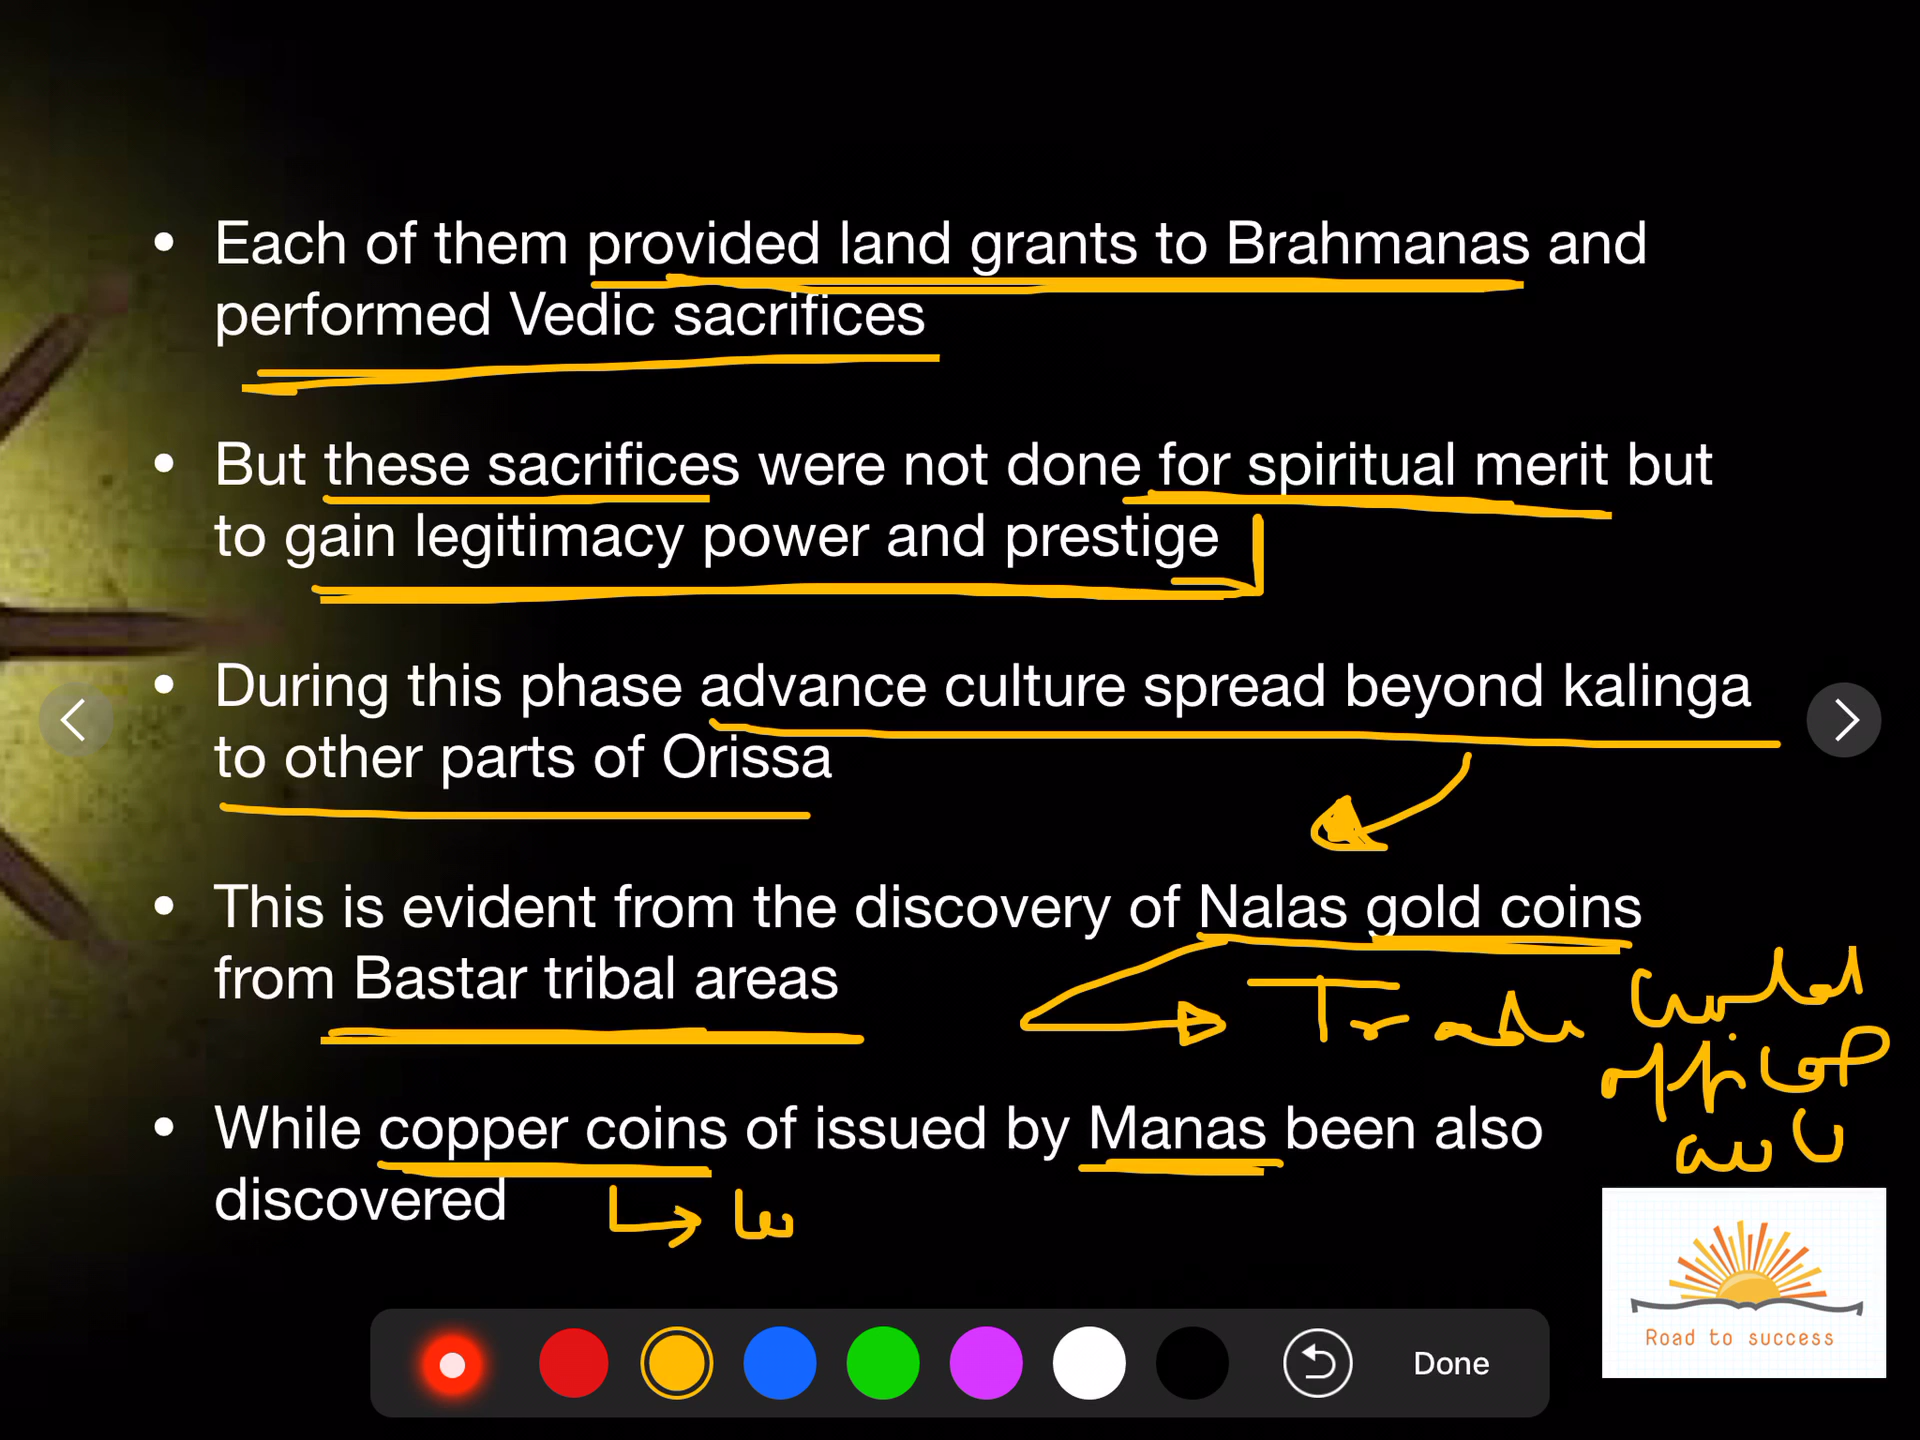 • Each of them provided land grants to Brahmanas and
performed Vedic sacrifices
• But these sacrifices were not done for spiritual merit but
to gain legitimacy power and prestige
• During this phase advance culture spread beyond kalinga
to other parts of Orissa
• This is evident from the discovery of Nalas gold coins
from Bastar tribal areas
• While copper coins of issued by Manas been also
discovered
Road to success
Done